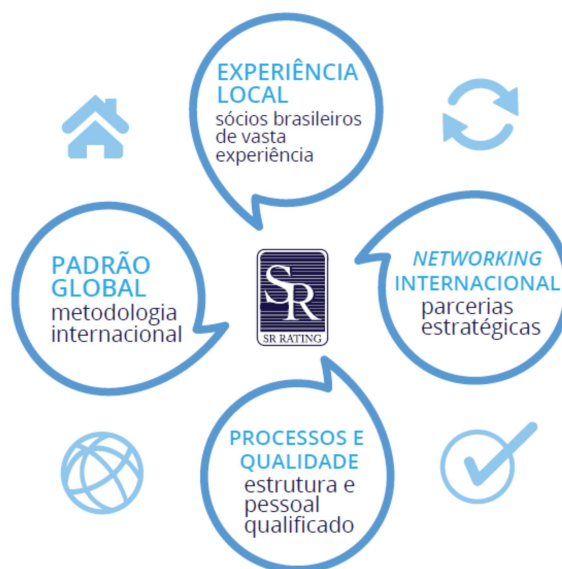 EXPERIÊNCIA
LOCAL
sócios brasileiros
de vasta
experiência
PADRÃO
GLOBAL
metodologia
internacional
SR
SR RATING
NETWORKING
INTERNACIONAL
parcerias
estratégicas
PROCESSOS E
QUALIDADE
estrutura e
pessoal
qualificado